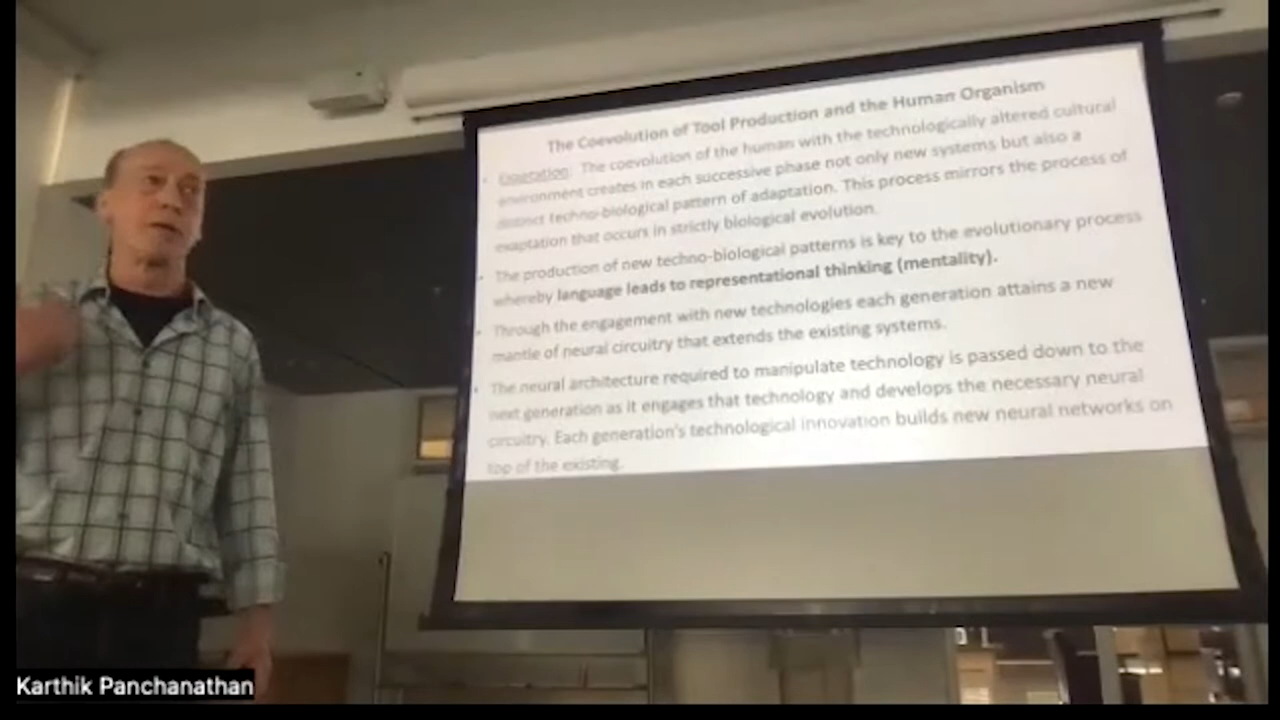 The Coevolution of Tool Production and the Human Organism
• Exaptation: The coevolution of the human with the technologically altered cultural
environment creates in each successive phase not only new systems but also a
distinct techno-biological pattern of adaptation. This process mirrors the process of
exaptation that occurs in strictly biological evolution.
• The production of new techno-biological patterns is key to the evolutionary process
whereby language leads to representational thinking (mentality).
• Through the engagement with new technologies each generation attains a new
mantle of neural circuitry that extends the existing systems.
• The neural architecture required to manipulate technology is passed down to the
next generation as it engages that technology and develops the necessary neural
circuitry. Each generation's technological innovation builds new neural networks on
top of the existing.
Karthik Panchanathan